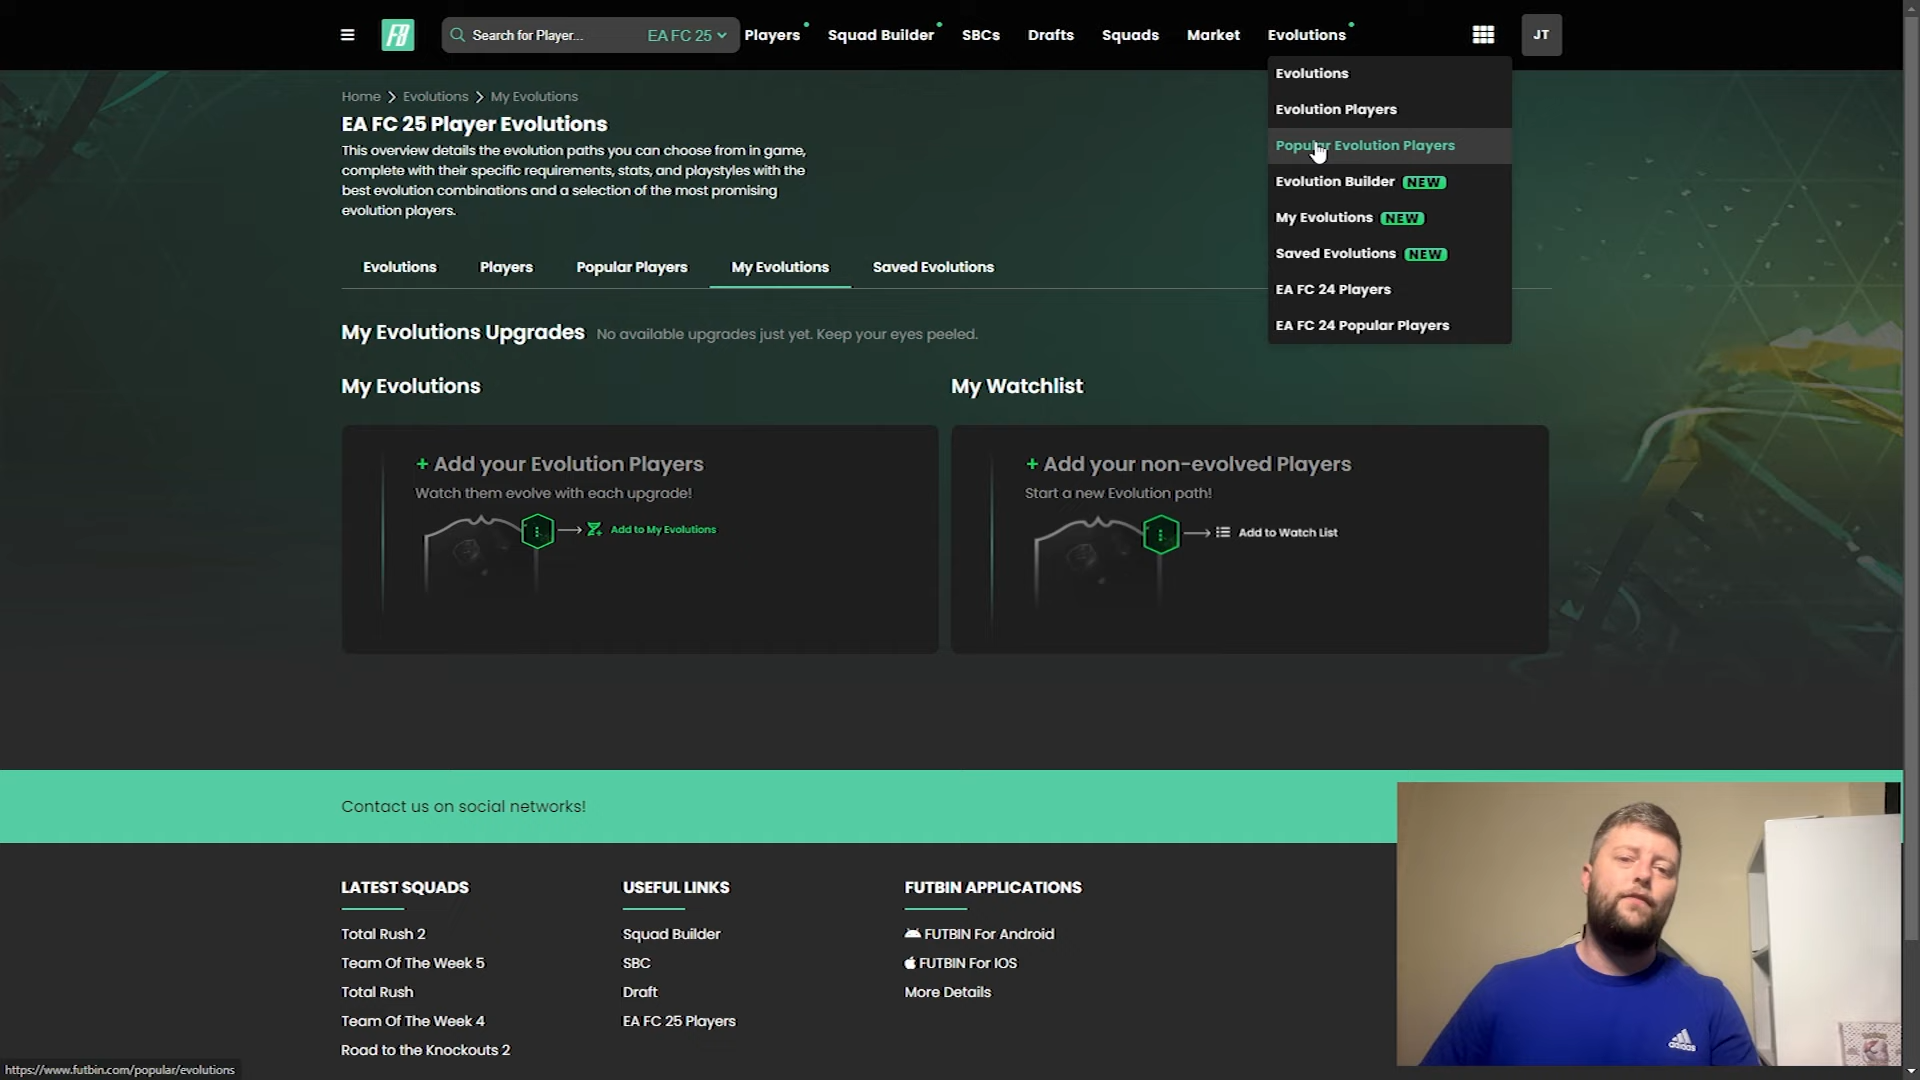 Search for Player...
EA FC 25
Players
Squad Builder
SBCs
Drafts
Squads
Market
Evolutions
JT
Evolutions
Evolution Players
Popular Evolution Players
Evolution Builder NEW
My Evolutions NEW
Saved Evolutions NEW
EA FC 24 Players
EA FC 24 Popular Players
Home > Evolutions > My Evolutions
EA FC 25 Player Evolutions
This overview details the evolution paths you can choose from in game,
complete with their specific requirements, stats, and playstyles with the
best evolution combinations and a selection of the most promising
evolution players.
Evolutions
Players
Popular Players
My Evolutions
Saved Evolutions
My Evolutions Upgrades
No available upgrades just yet. Keep your eyes peeled.
My Evolutions
+ Add your Evolution Players
Watch them evolve with each upgrade!
Add to My Evolutions
My Watchlist
+ Add your non-evolved Players
Start a new Evolution path!
Add to Watch List
Contact us on social networks!
LATEST SQUADS
Total Rush 2
Team Of The Week 5
Total Rush
Team Of The Week 4
Road to the Knockouts 2
USEFUL LINKS
Squad Builder
SBC
Draft
EA FC 25 Players
FUTBIN APPLICATIONS
FUTBIN For Android
FUTBIN For IOS
More Details
adidas
https://www.futbin.com/popular/evolutions